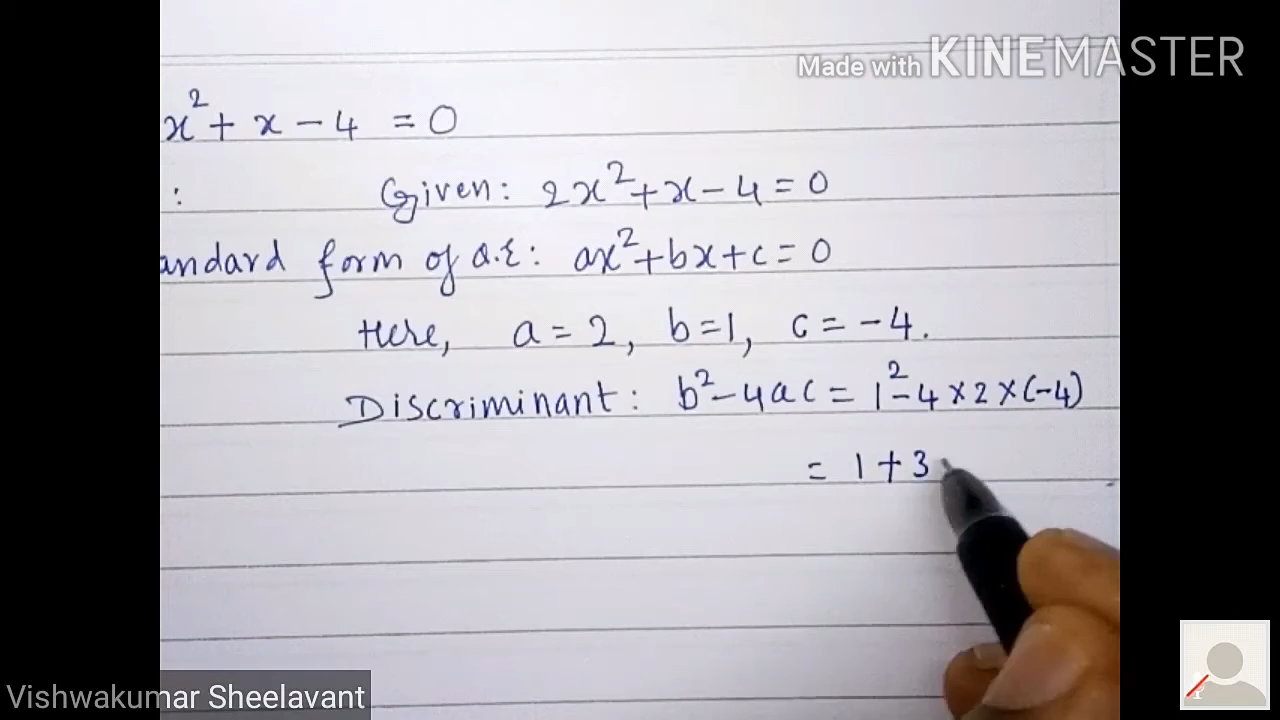 Made with KINEMASTER
x² + x - 4 = 0
: Given: 2x² + x - 4 = 0
andard form of Q.E: ax² + bx + c = 0
Here, a = 2, b = 1, c = -4.
Discriminant: b² - 4ac = 1² - 4 × 2 × (-4)
= 1 + 3
Vishwakumar Sheelavant